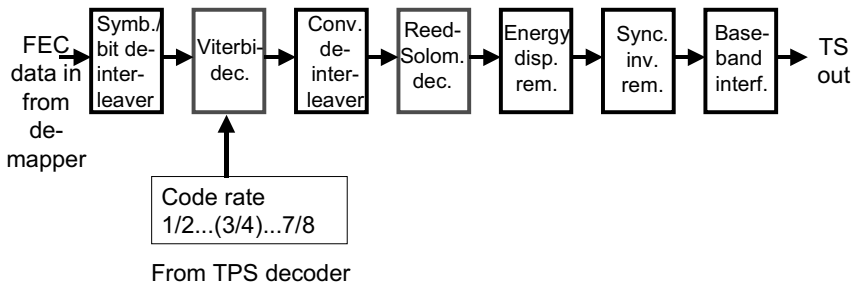 FEC
data in
from
de-
mapper
Symb./
bit de-
inter-
leaver
Viterbi-
dec.
Conv.
de-
inter-
leaver
Reed-
Solom.
dec.
Energy
disp.
rem.
Sync.
inv.
rem.
Base-
band
interf.
TS
out
Code rate
1/2...(3/4)...7/8
From TPS decoder